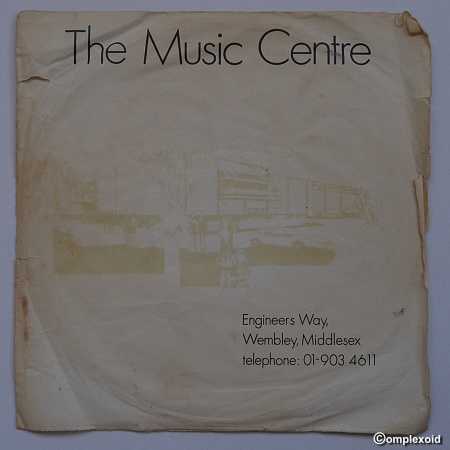 The Music Centre
Engineers Way,
Wembley, Middlesex
telephone: 01-903 4611
©omplexoid